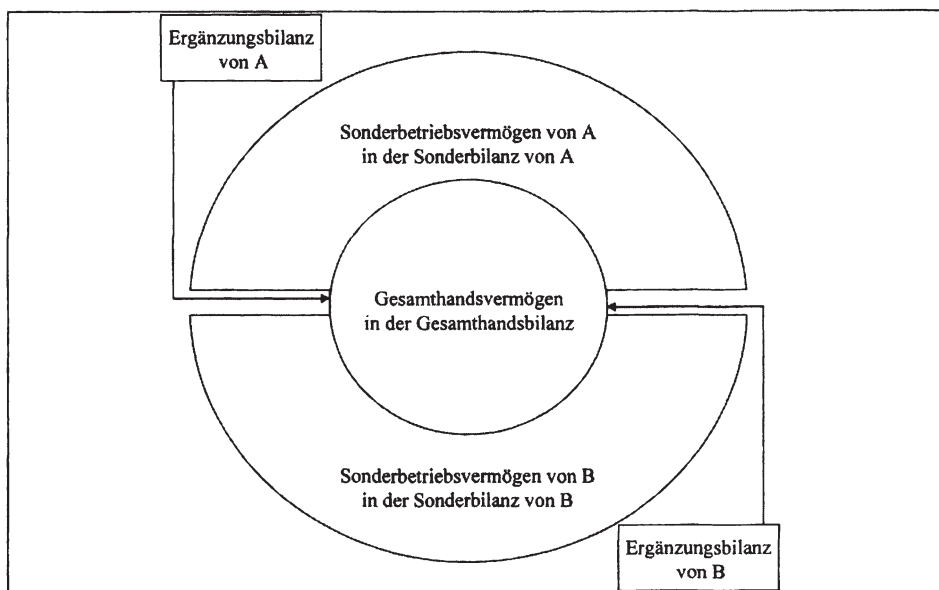 Ergänzungsbilanz
von A
Sonderbetriebsvermögen von A
in der Sonderbilanz von A
Gesamthandsvermögen
in der Gesamthandsbilanz
Sonderbetriebsvermögen von B
in der Sonderbilanz von B
Ergänzungsbilanz
von B